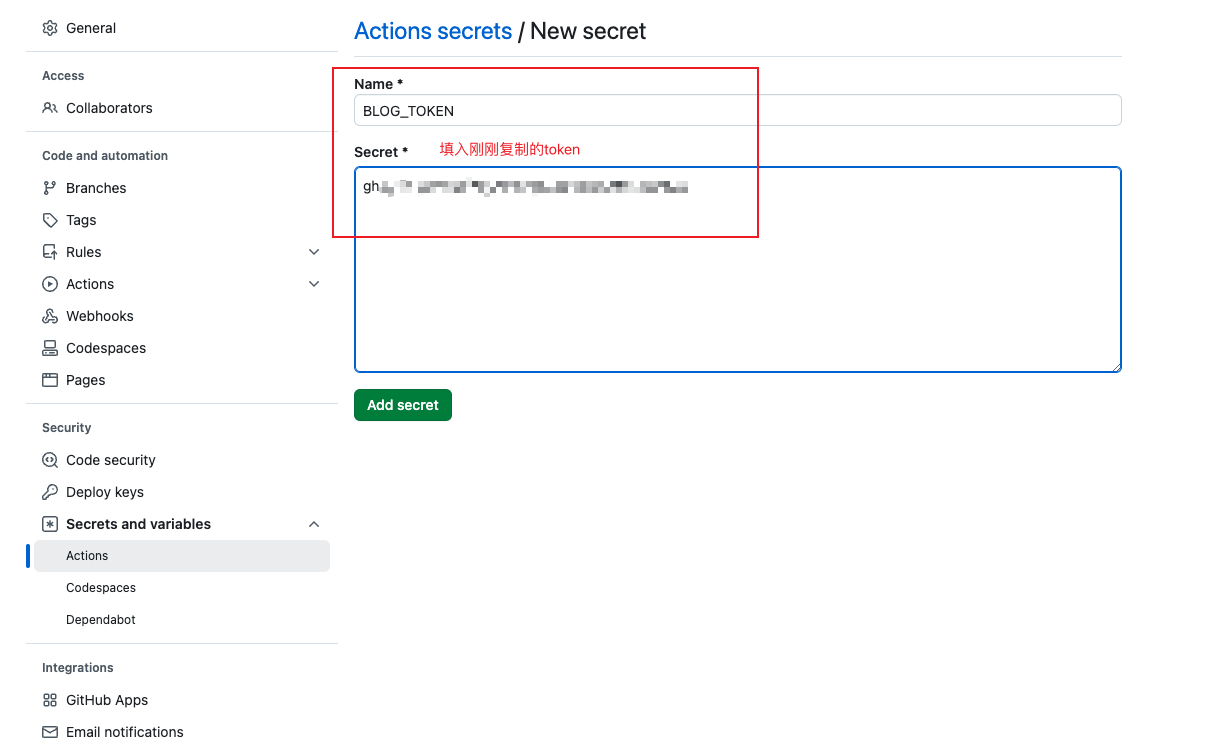 General
Access
Collaborators
Code and automation
Branches
Tags
Rules
Actions
Webhooks
Codespaces
Pages
Security
Code security
Deploy keys
Secrets and variables
Actions
Codespaces
Dependabot
Integrations
GitHub Apps
Email notifications
Actions secrets / New secret
Name *
BLOG_TOKEN
Secret * 填入刚刚复制的token
gh
Add secret